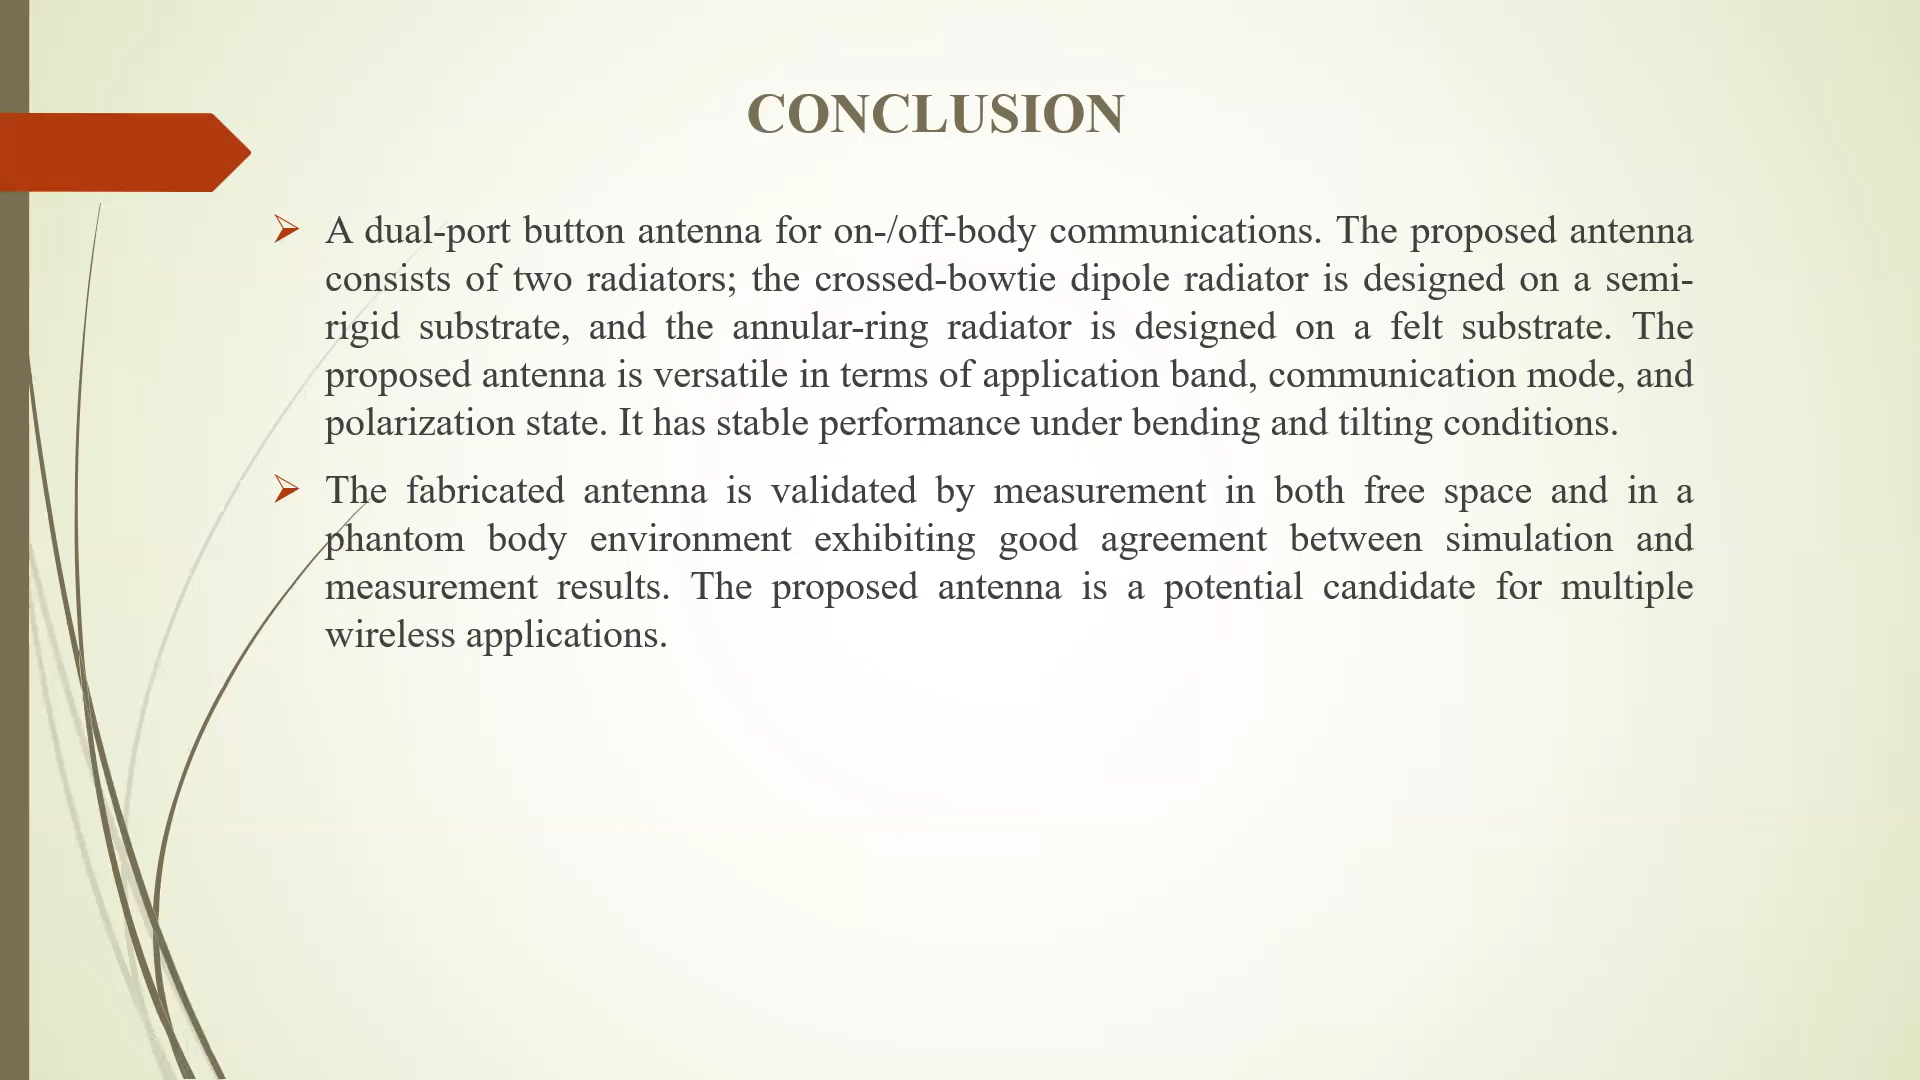 CONCLUSION
A dual-port button antenna for on-/off-body communications. The proposed antenna
consists of two radiators; the crossed-bowtie dipole radiator is designed on a semi-
rigid substrate, and the annular-ring radiator is designed on a felt substrate. The
proposed antenna is versatile in terms of application band, communication mode, and
polarization state. It has stable performance under bending and tilting conditions.
The fabricated antenna is validated by measurement in both free space and in a
phantom body environment exhibiting good agreement between simulation and
measurement results. The proposed antenna is a potential candidate for multiple
wireless applications.